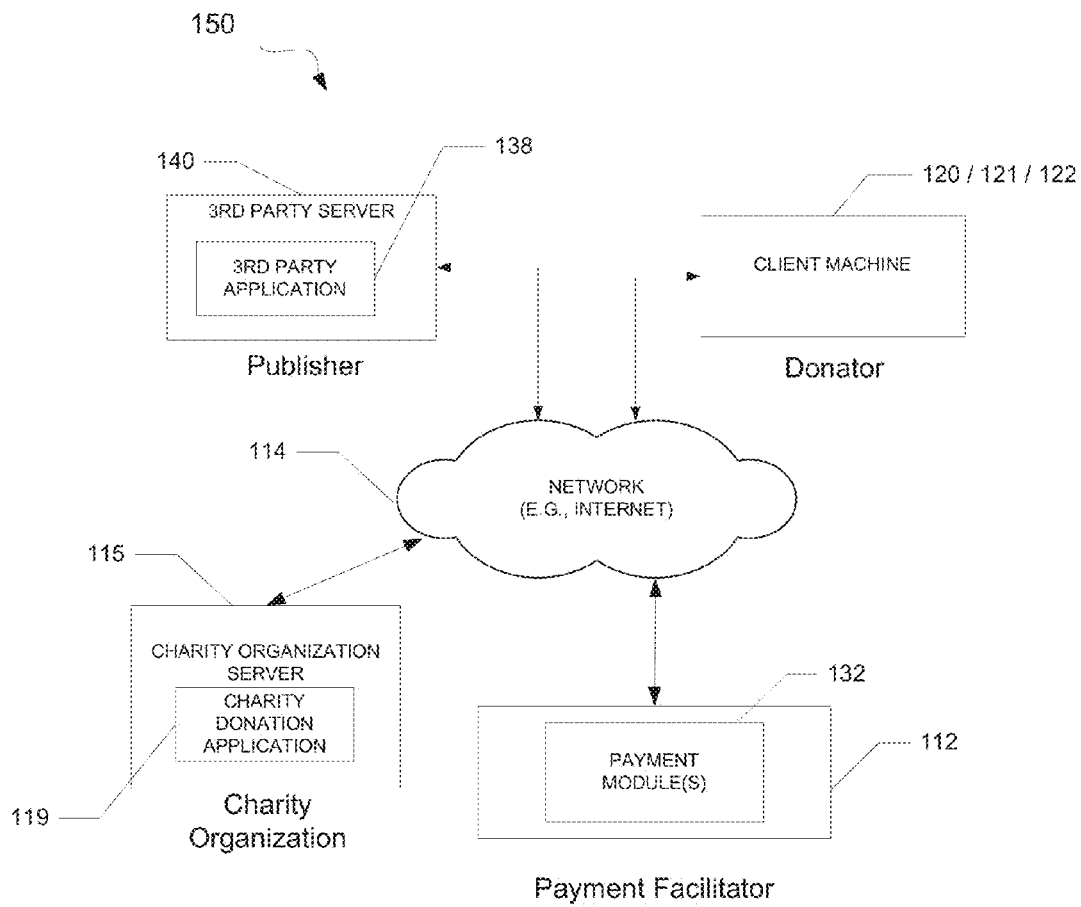 150
140
138
120 / 121 / 122
3RD PARTY SERVER
3RD PARTY
APPLICATION
CLIENT MACHINE
Publisher
Donator
114
NETWORK
(E.G., INTERNET)
115
CHARITY ORGANIZATION
SERVER
CHARITY
DONATION
APPLICATION
119
Charity
Organization
132
PAYMENT
MODULE(S)
112
Payment Facilitator